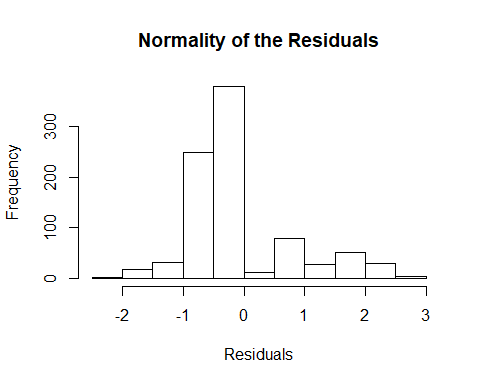 Normality of the Residuals
Frequency
300
200
100
0
-2 -1 0 1 2 3
Residuals